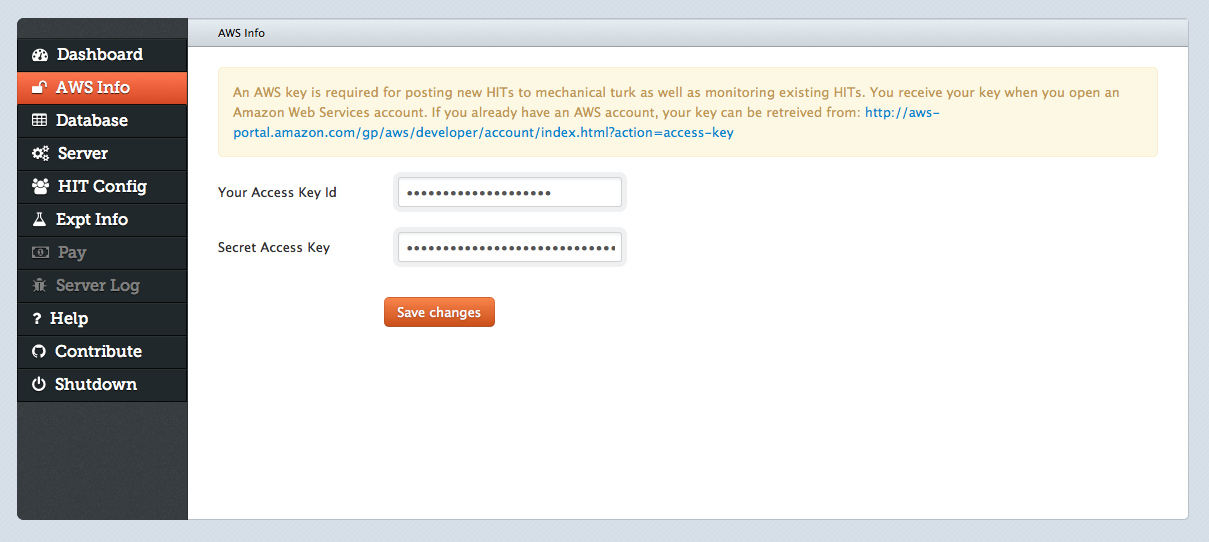 AWS Info
Dashboard
AWS Info
Database
Server
HIT Config
Expt Info
Pay
Server Log
? Help
Contribute
Shutdown
An AWS key is required for posting new HITs to mechanical turk as well as monitoring existing HITs. You receive your key when you open an
Amazon Web Services account. If you already have an AWS account, your key can be retreived from: http://aws-
portal.amazon.com/gp/aws/developer/account/index.html?action=access-key
Your Access Key Id
••••••••••••••••••••
Secret Access Key
•••••••••••••••••••••••••••••
Save changes